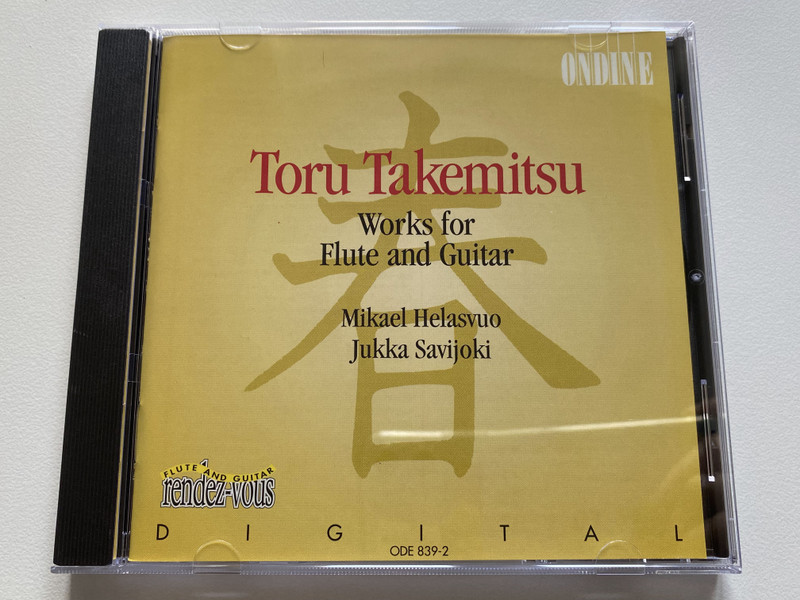 ONDINE
春
Toru Takemitsu
Works for
Flute and Guitar
Mikael Helasvuo
Jukka Savijoki
FLUTE AND GUITAR
rendez-vous
DIGITAL
ODE 839-2